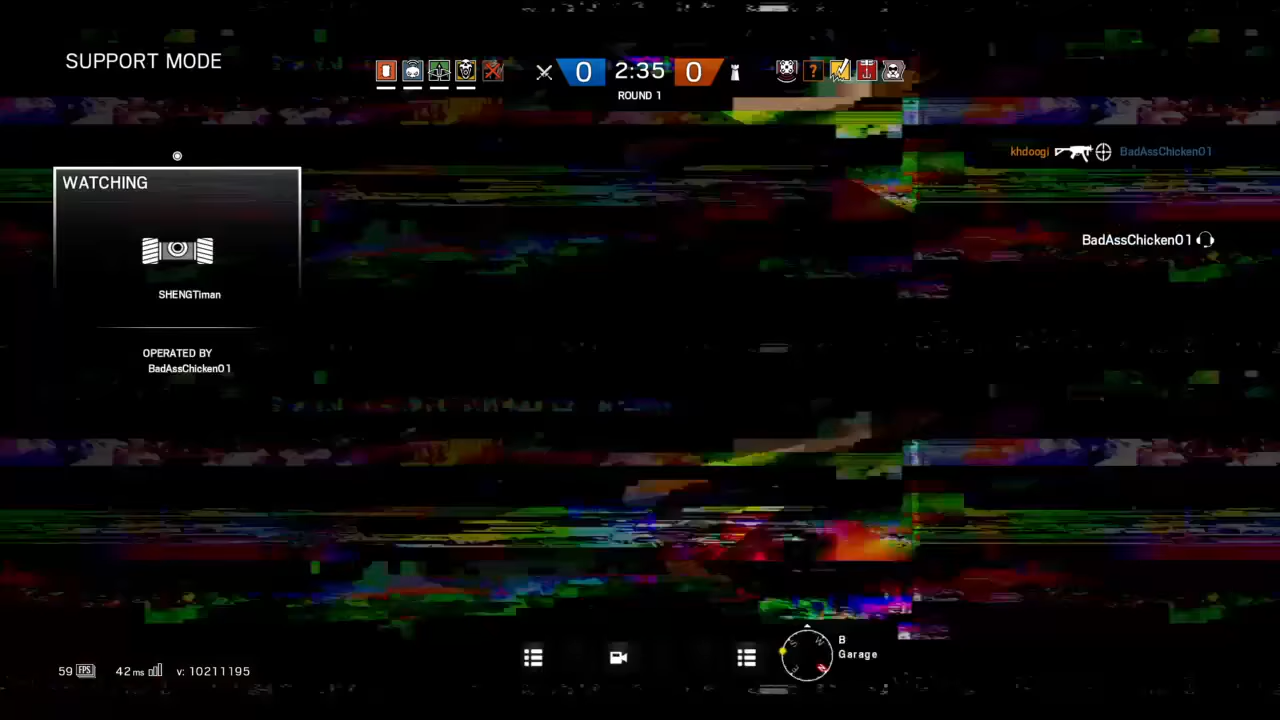 SUPPORT MODE
0 2:35 0
ROUND 1
?
khdoogi BadAssChicken01
WATCHING
BadAssChicken01
SHENGTiman
OPERATED BY
BadAssChicken01
B
Garage
59 FPS 42 ms v: 10211195